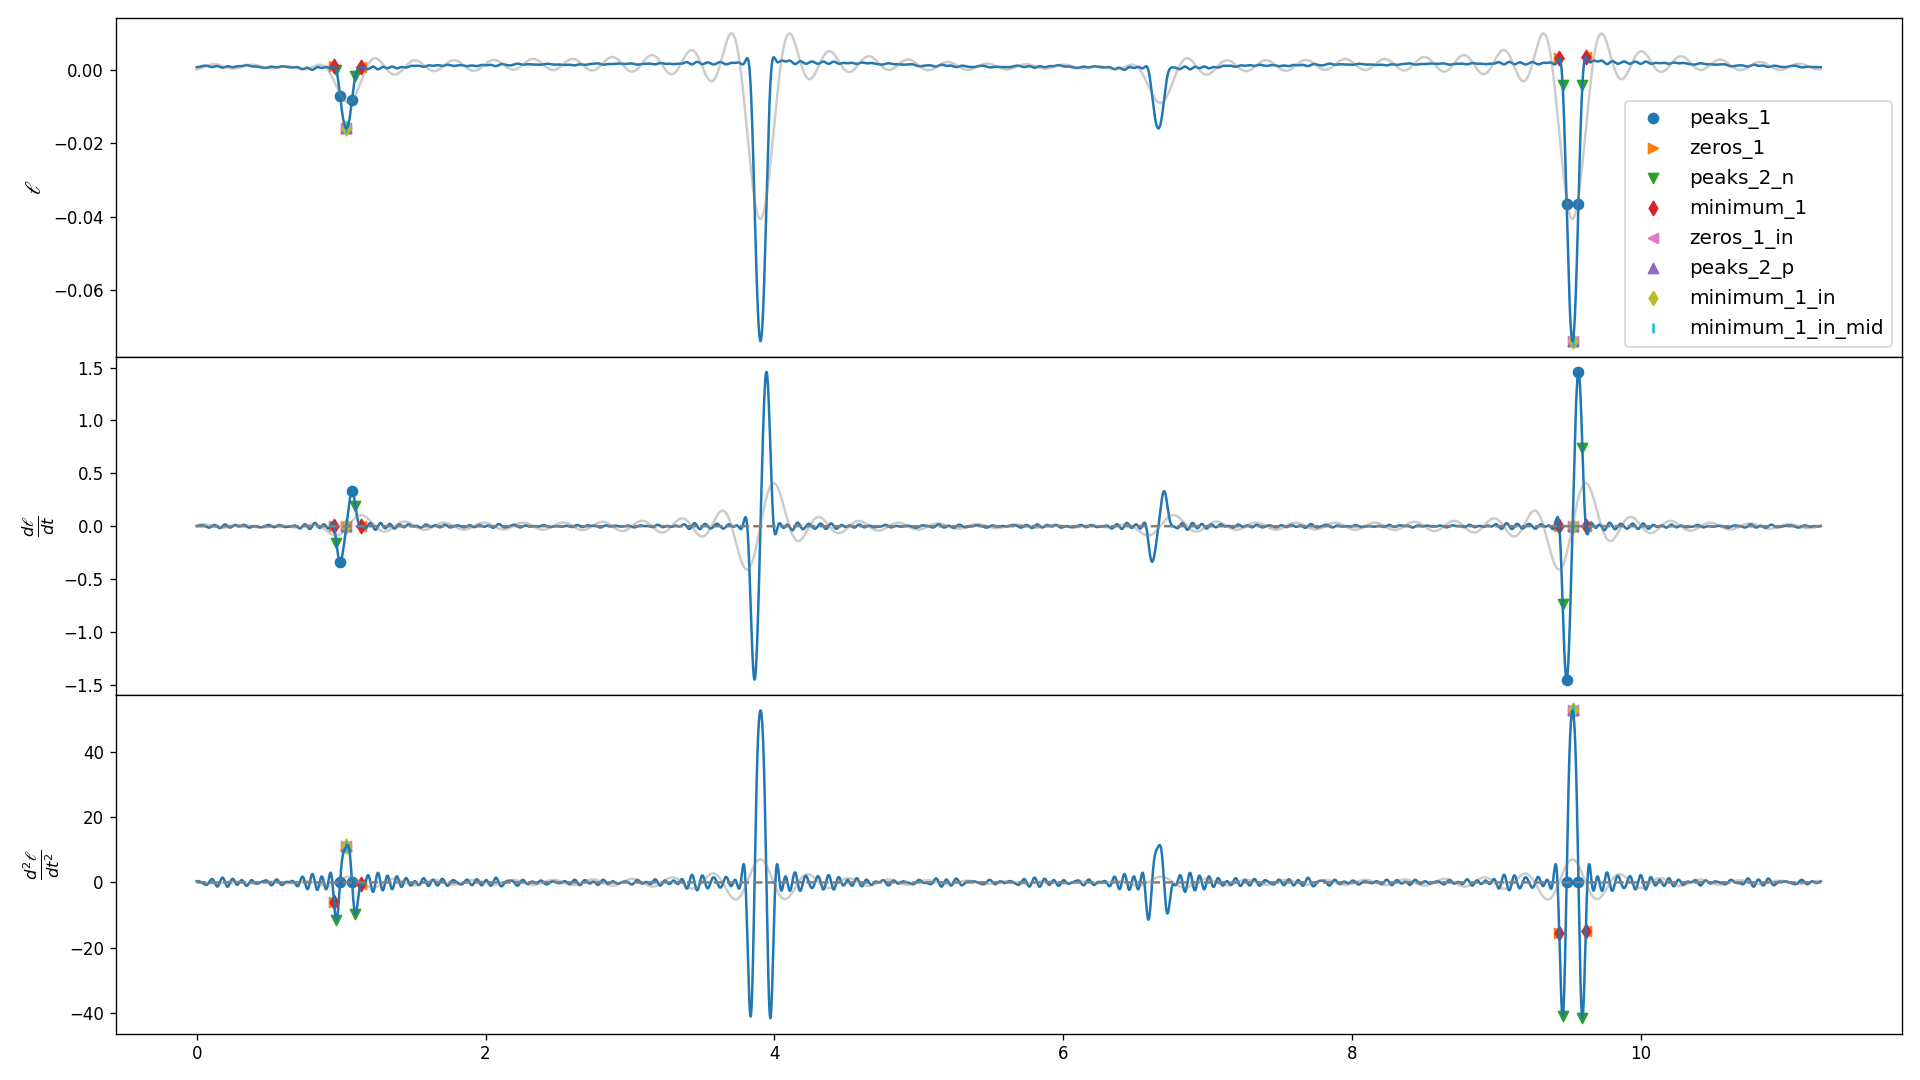 0.00
−0.02
−0.04
−0.06
ℓ
peaks_1
zeros_1
peaks_2_n
minimum_1
zeros_1_in
peaks_2_p
minimum_1_in
minimum_1_in_mid
1.5
1.0
0.5
0.0
−0.5
−1.0
−1.5
dℓ
dt
40
20
0
−20
−40
d²ℓ
dt²
0 2 4 6 8 10